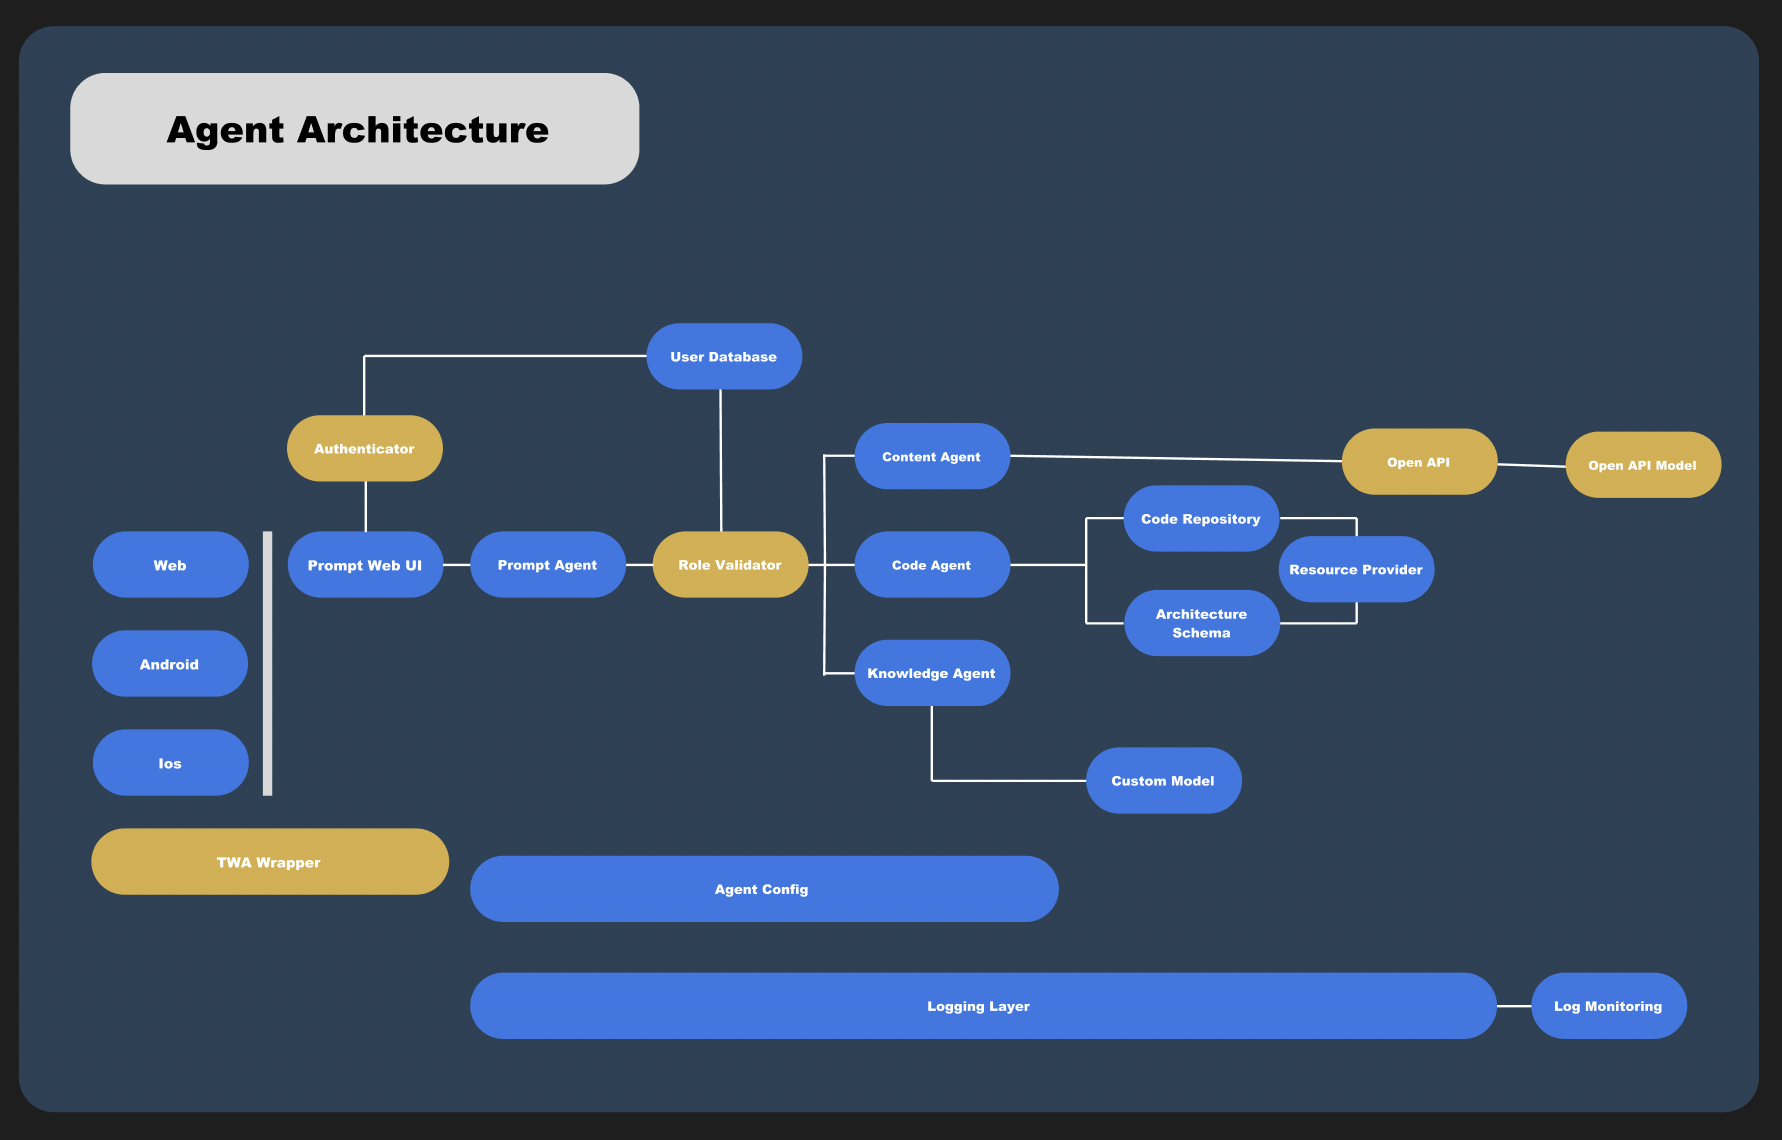 Agent Architecture
User Database
Authenticator
Content Agent
Open API
Open API Model
Code Repository
Web
Prompt Web UI
Prompt Agent
Role Validator
Code Agent
Resource Provider
Architecture
Schema
Android
Knowledge Agent
Ios
Custom Model
TWA Wrapper
Agent Config
Logging Layer
Log Monitoring